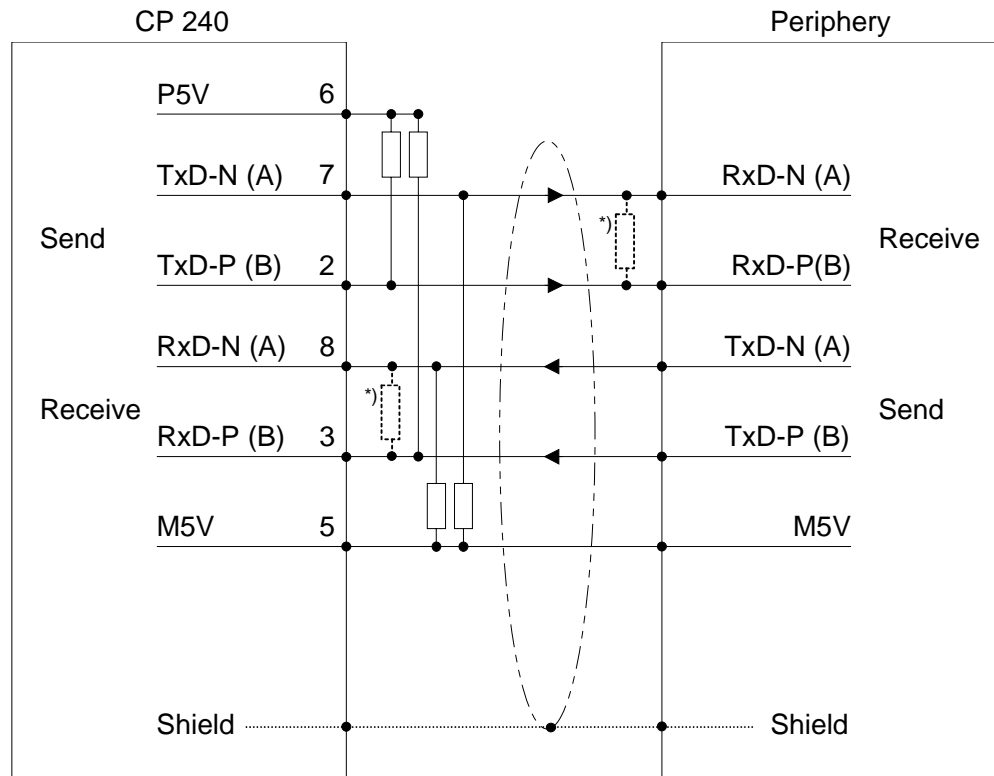 CP 240 Periphery
P5V 6
TxD-N (A) 7 RxD-N (A)
Send *) Receive
TxD-P (B) 2 RxD-P(B)
RxD-N (A) 8 TxD-N (A)
Receive *) Send
RxD-P (B) 3 TxD-P (B)
M5V 5 M5V
Shield Shield